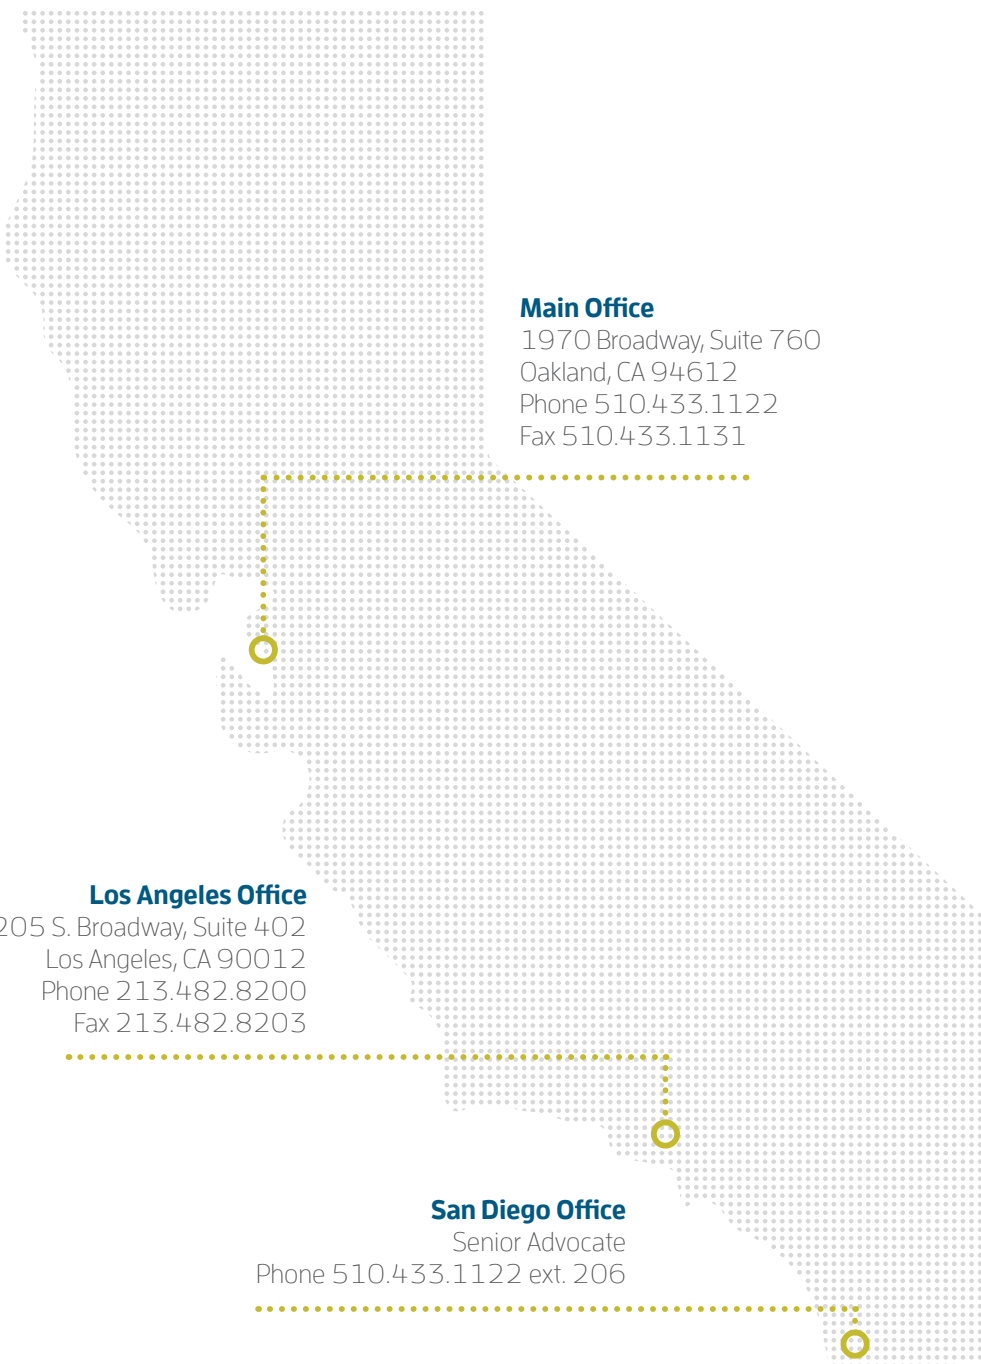 Main Office
1970 Broadway, Suite 760
Oakland, CA 94612
Phone 510.433.1122
Fax 510.433.1131
Los Angeles Office
205 S. Broadway, Suite 402
Los Angeles, CA 90012
Phone 213.482.8200
Fax 213.482.8203
San Diego Office
Senior Advocate
Phone 510.433.1122 ext. 206